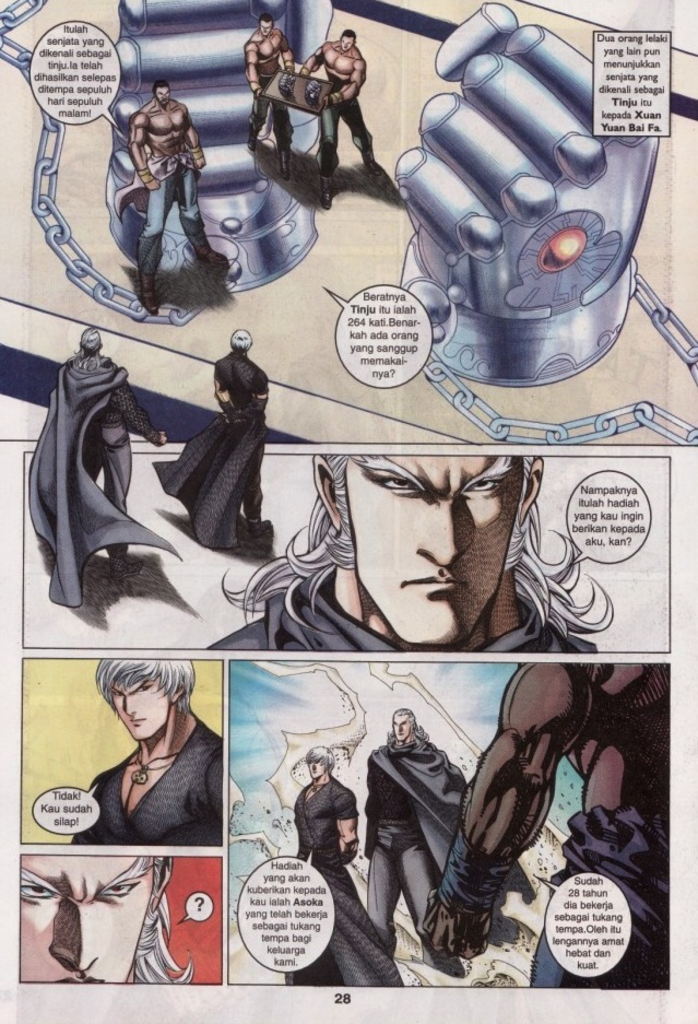 Itulah
senjata yang
dikenali sebagai
tinju.Ia telah
dihasilkan selepas
ditempa sepuluh
hari sepuluh
malam!
Dua orang lelaki
yang lain pun
menunjukkan
senjata yang
dikenali sebagai
Tinju itu
kepada Xuan
Yuan Bai Fa.
Beratnya
Tinju itu ialah
264 kati.Benar-
kah ada orang
yang sanggup
memakai-
nya?
Nampaknya
itulah hadiah
yang kau ingin
berikan kepada
aku, kan?
Tidak!
Kau sudah
silap!
?
Hadiah
yang akan
kuberikan kepada
kau ialah Asoka
yang telah bekerja
sebagai tukang
tempa bagi
keluarga
kami.
Sudah
28 tahun
dia bekerja
sebagai tukang
tempa.Oleh itu
lengannya amat
hebat dan
kuat.
28